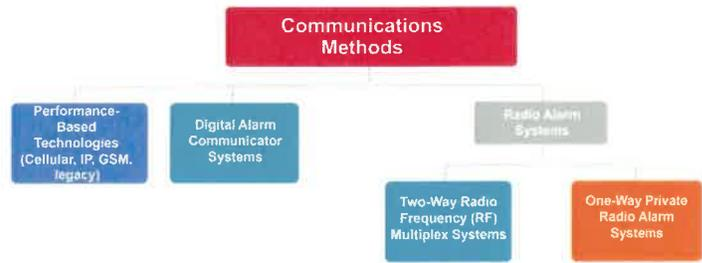 Communications
Methods
Performance-
Based
Technologies
(Cellular, IP, GSM.
legacy)
Digital Alarm
Communicator
Systems
Radio Alarm
Systems
Two-Way Radio
Frequency (RF)
Multiplex Systems
One-Way Private
Radio Alarm
Systems